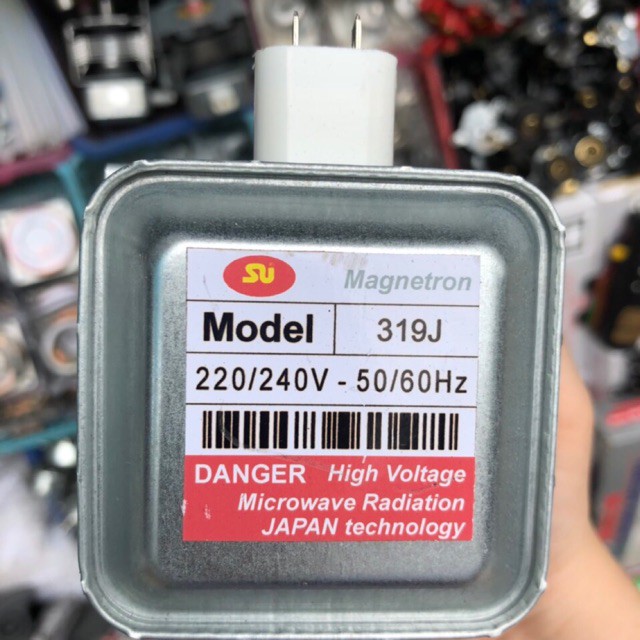 SU
Magnetron
Model 319J
220/240V - 50/60Hz
DANGER High Voltage
Microwave Radiation
JAPAN technology